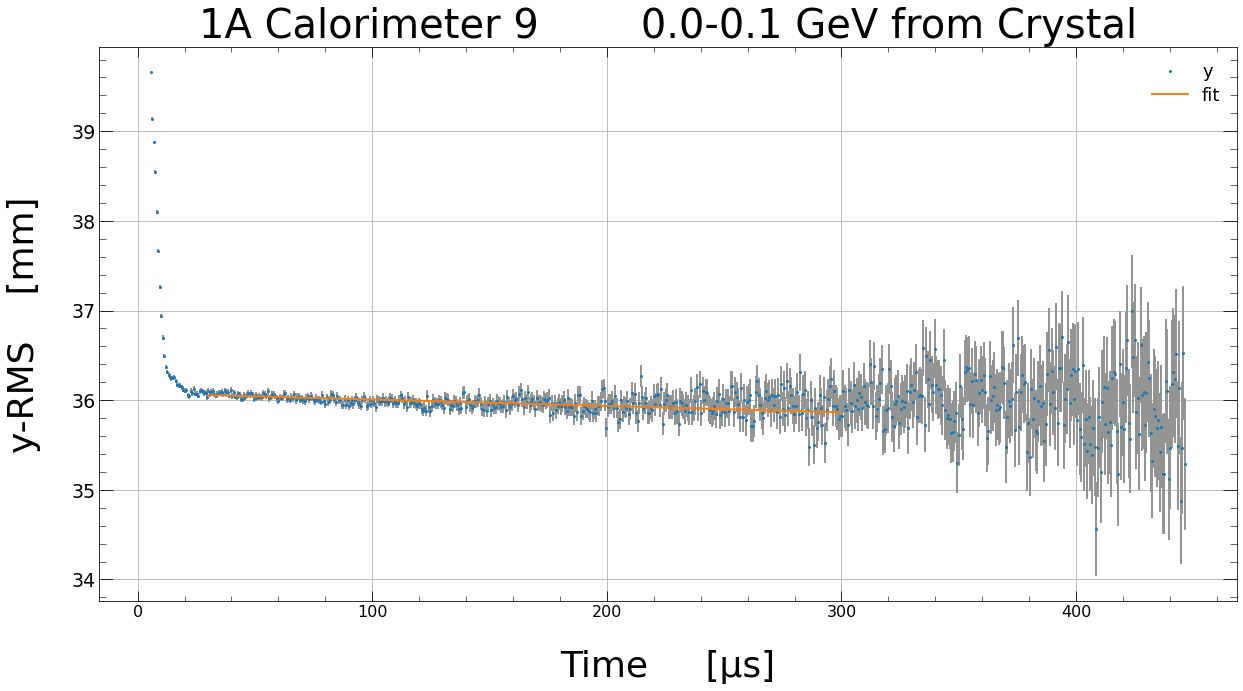 1A Calorimeter 9 0.0-0.1 GeV from Crystal
y
fit
y-RMS [mm]
39
38
37
36
35
34
0 100 200 300 400
Time [μs]